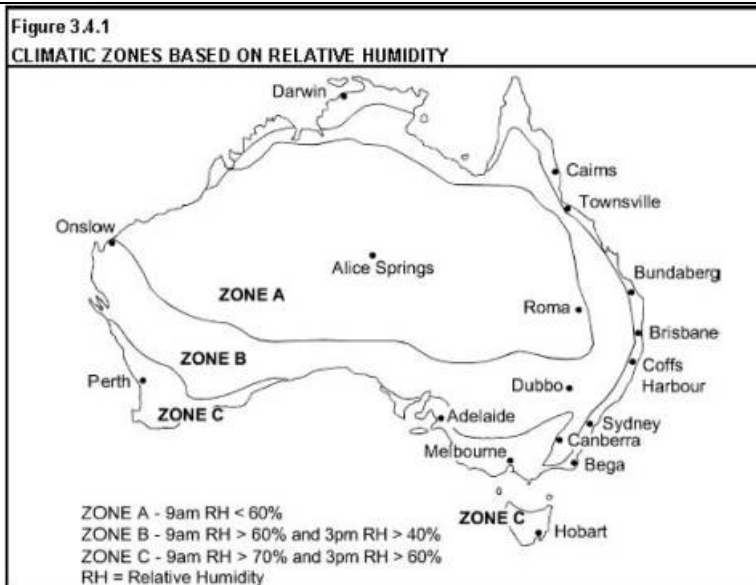 Figure 3.4.1
CLIMATIC ZONES BASED ON RELATIVE HUMIDITY
Darwin
Cairns
Townsville
Onslow
Alice Springs
Bundaberg
ZONE A
Roma
Brisbane
ZONE B
Coffs
Harbour
Perth
Dubbo
ZONE C
Adelaide
Sydney
Canberra
Melbourne
Bega
ZONE C
Hobart
ZONE A - 9am RH < 60%
ZONE B - 9am RH > 60% and 3pm RH > 40%
ZONE C - 9am RH > 70% and 3pm RH > 60%
RH = Relative Humidity